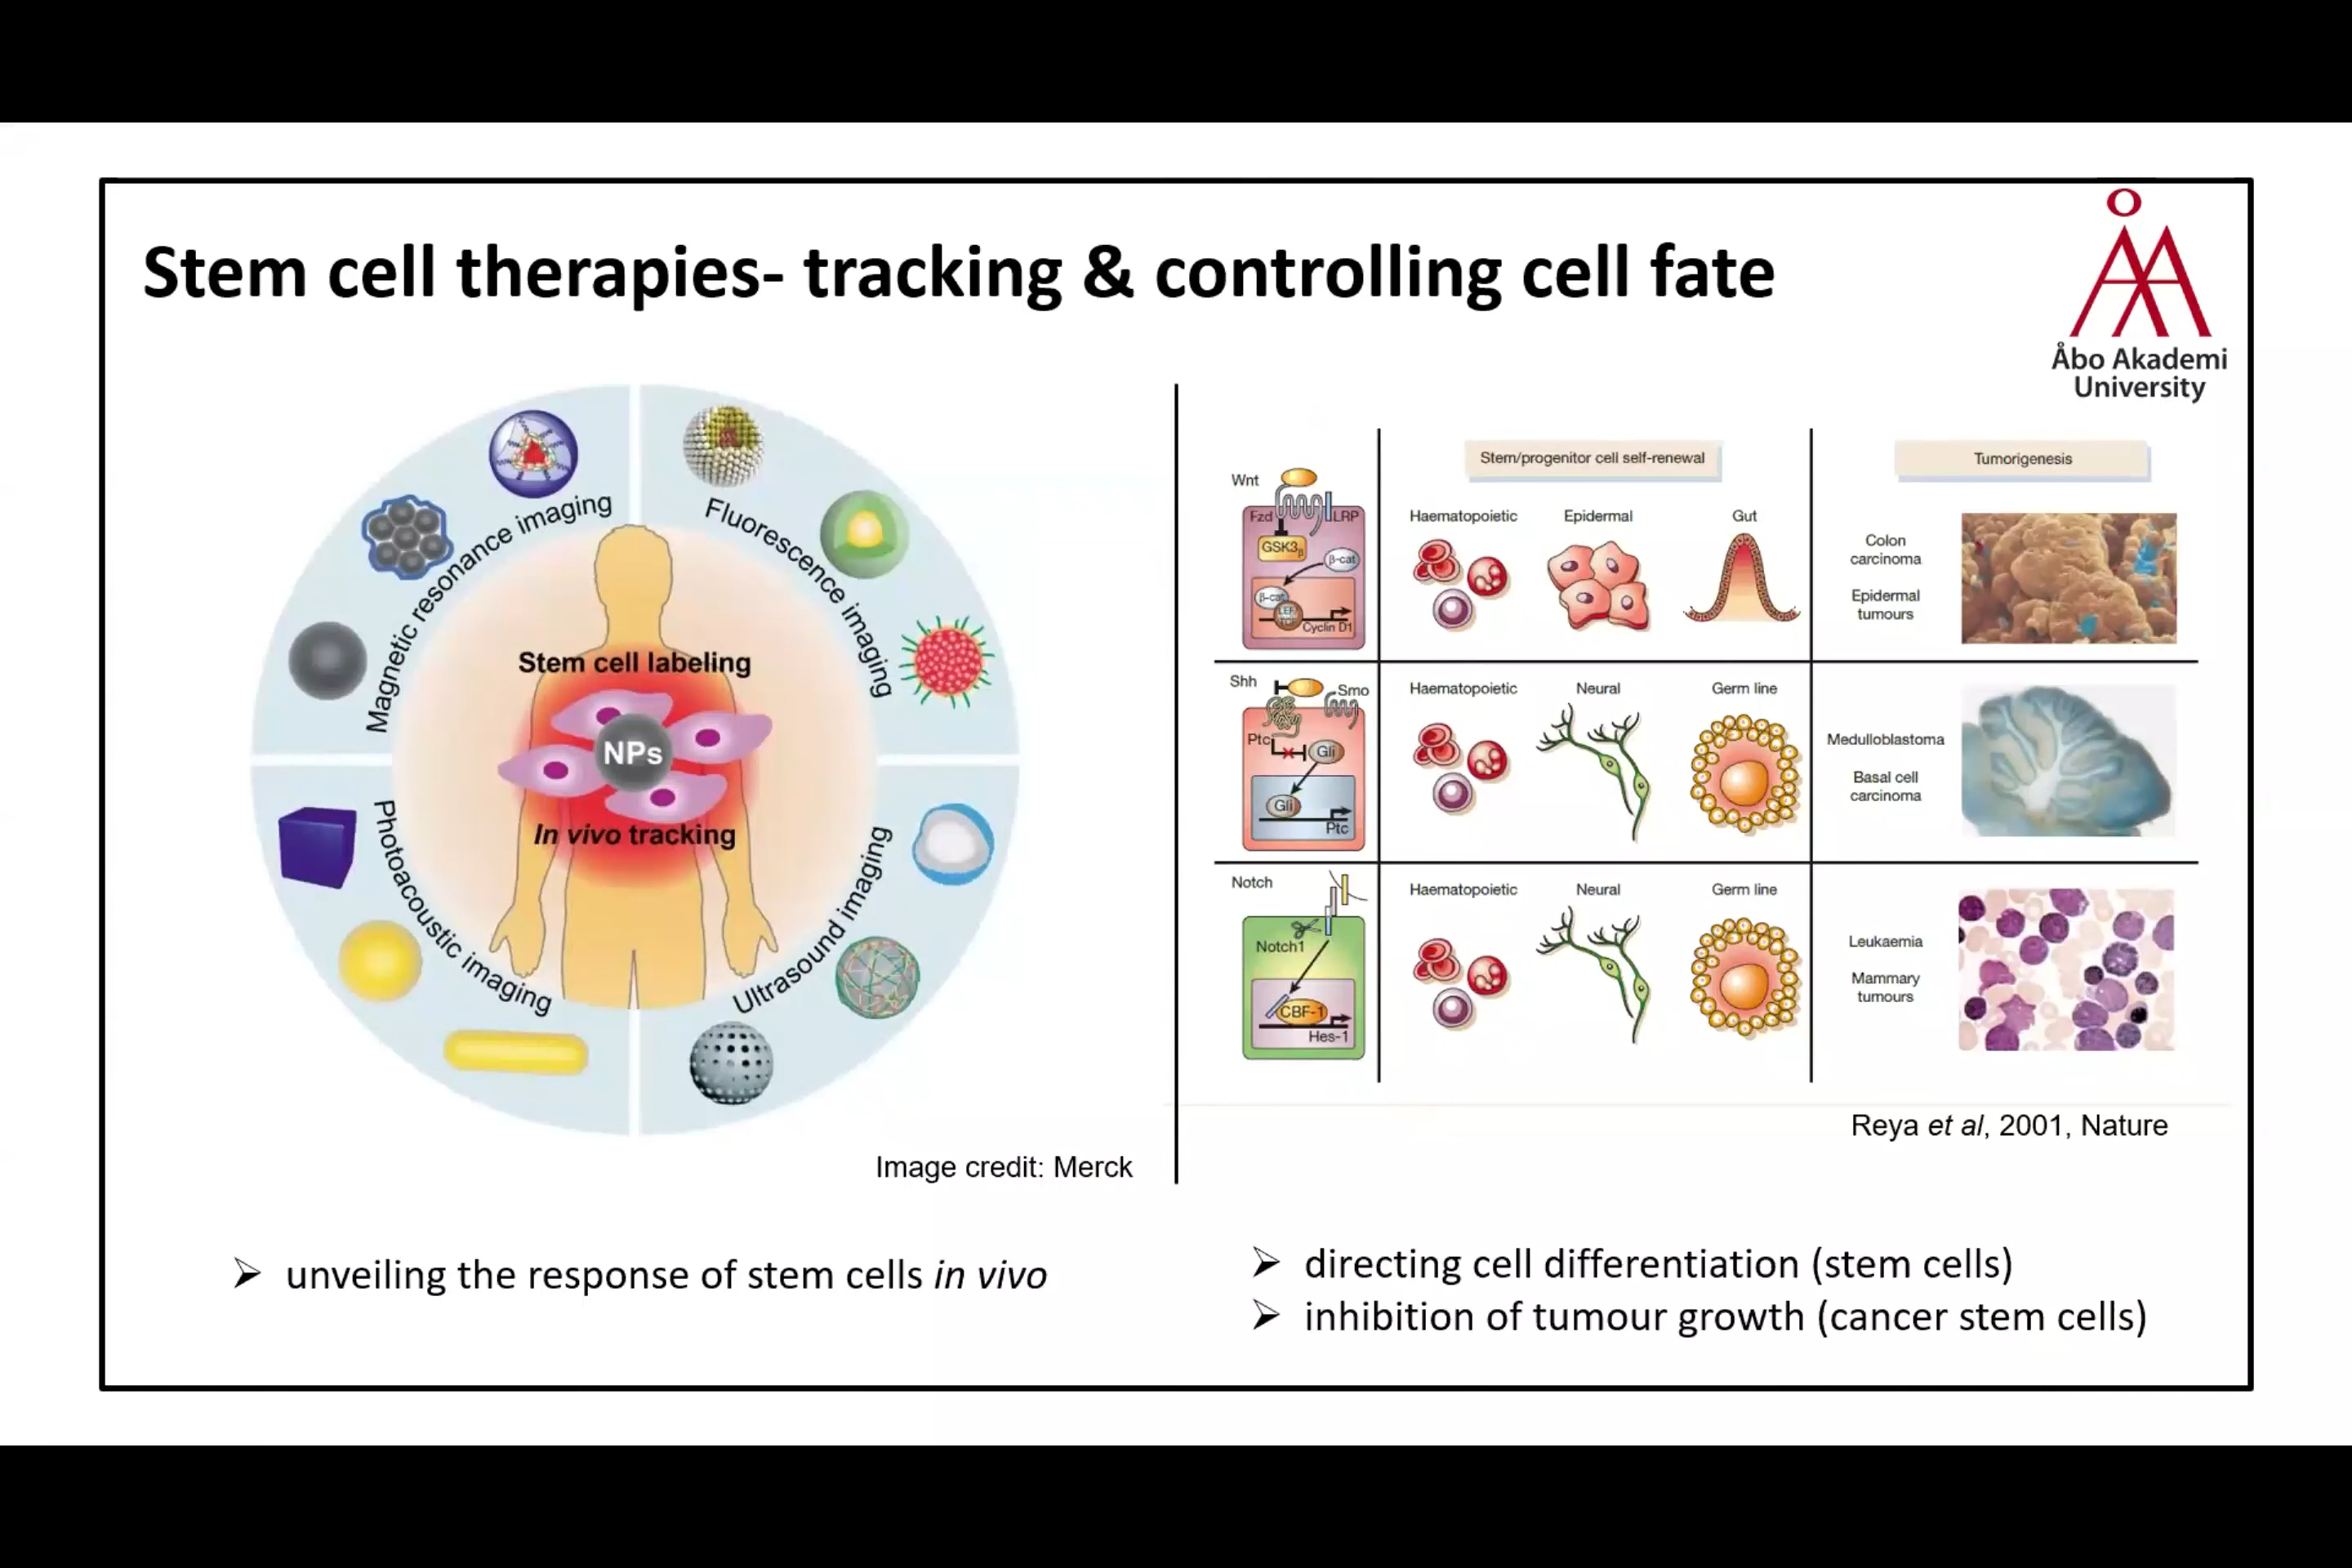 Stem cell therapies- tracking & controlling cell fate
Åbo Akademi
University
Magnetic resonance imaging
Fluorescence imaging
Stem cell labeling
NPs
In vivo tracking
Photoacoustic imaging
Ultrasound imaging
Image credit: Merck
unveiling the response of stem cells in vivo
Stem/progenitor cell self-renewal
Tumorigenesis
Wnt
Fzd
LRP
GSK3β
β-cat
β-cat
LEF/
Cyclin D1
Haematopoietic
Epidermal
Gut
Colon
carcinoma
Epidermal
tumours
Shh
Smo
Ptc
Gli
Gli
Ptc
Haematopoietic
Neural
Germ line
Medulloblastoma
Basal cell
carcinoma
Notch
Notch1
CBF-1
Hes-1
Haematopoietic
Neural
Germ line
Leukaemia
Mammary
tumours
Reya et al, 2001, Nature
directing cell differentiation (stem cells)
inhibition of tumour growth (cancer stem cells)